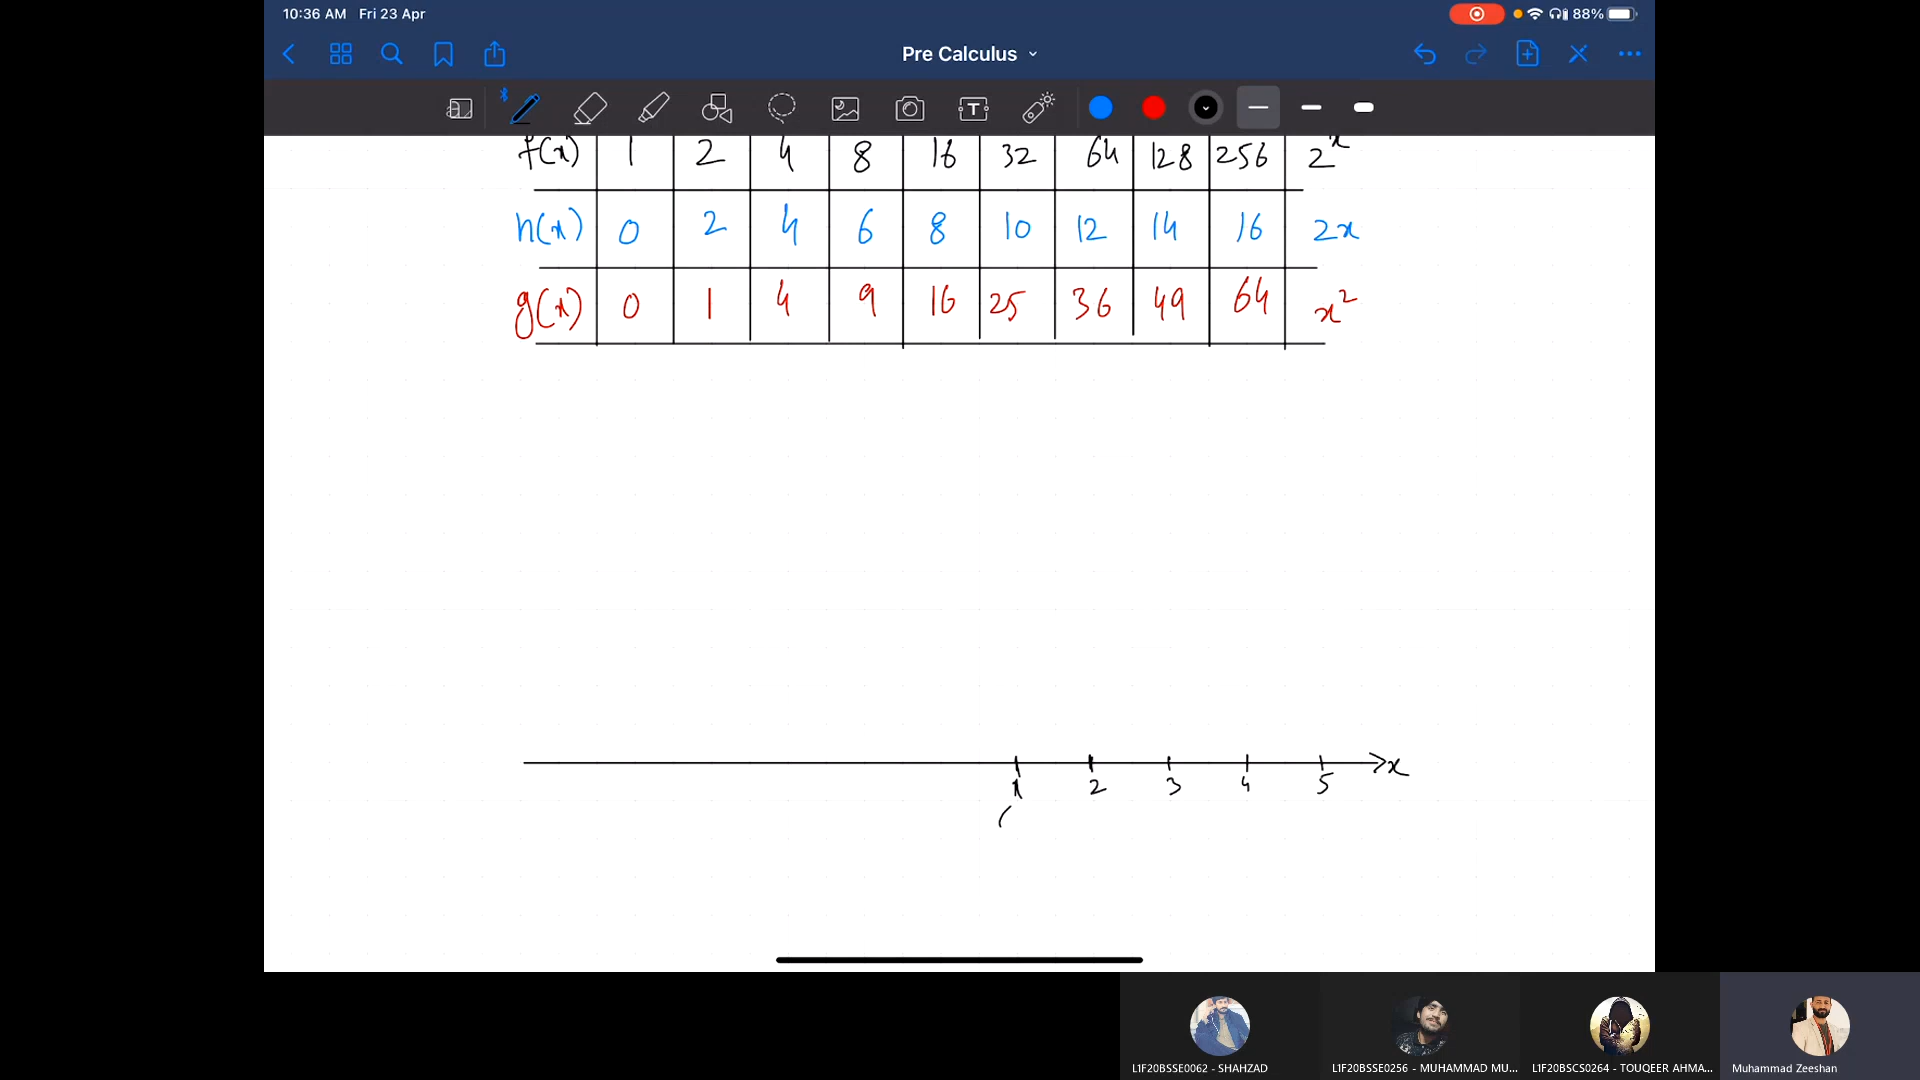 10:36 AM Fri 23 Apr 88%
Pre Calculus
T
f(x) 1 2 4 8 16 32 64 128 256 2^x
h(x) 0 2 4 6 8 10 12 14 16 2x
g(x) 0 1 4 9 16 25 36 49 64 x²
x
1 2 3 4 5
(
L1F20BSSE0062 - SHAHZAD L1F20BSSE0256 - MUHAMMAD MU... L1F20BSCS0264 - TOUQEER AHMA... Muhammad Zeeshan